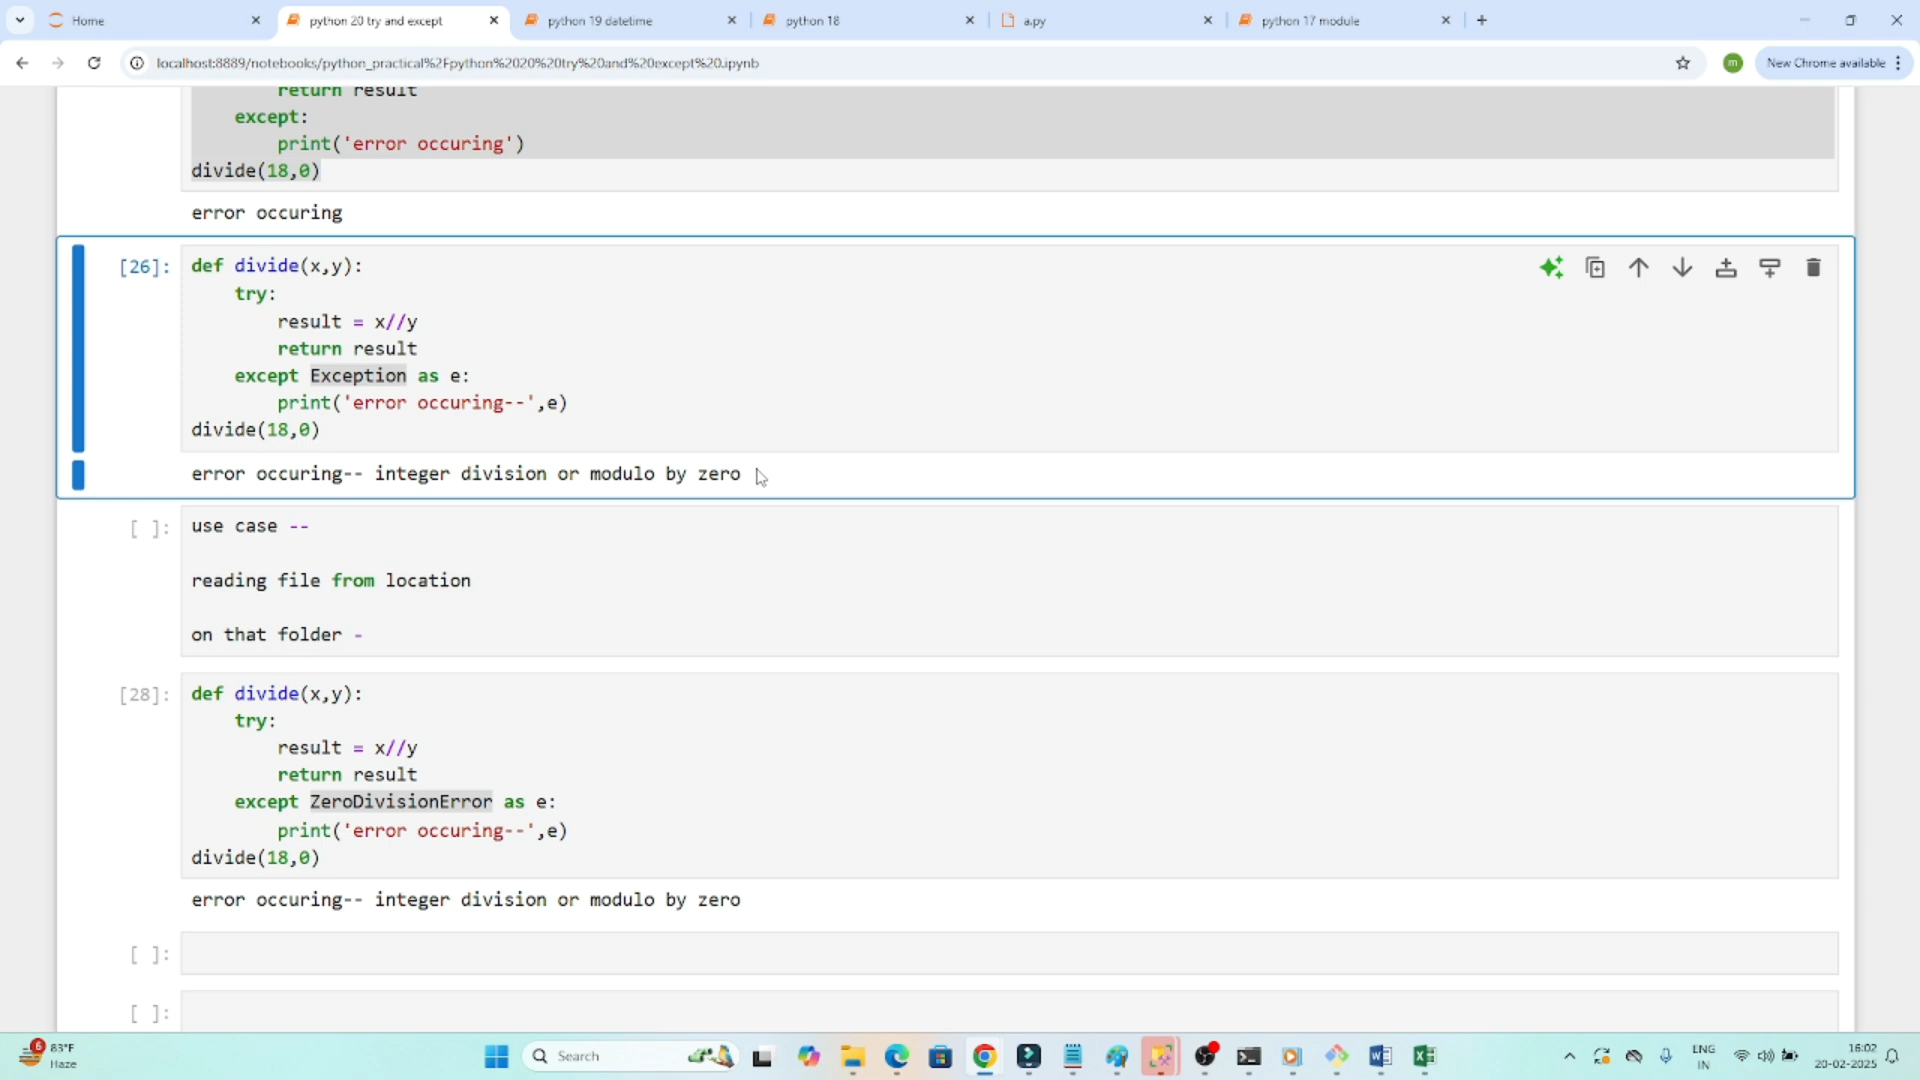 Home
python 20 try and except
python 19 datetime
python 18
a.py
python 17 module
localhost:8889/notebooks/python_practical%2Fpython%2020%20try%20and%20except%20.ipynb
m
New Chrome available
return result
except:
print('error occuring')
divide(18,0)
error occuring
[26]:
def divide(x,y):
try:
result = x//y
return result
except Exception as e:
print('error occuring--',e)
divide(18,0)
error occuring-- integer division or modulo by zero
[ ]:
use case --
reading file from location
on that folder -
[28]:
def divide(x,y):
try:
result = x//y
return result
except ZeroDivisionError as e:
print('error occuring--',e)
divide(18,0)
error occuring-- integer division or modulo by zero
[ ]:
[ ]:
6
83°F
Haze
Search
ENG
IN
16:02
20-02-2025